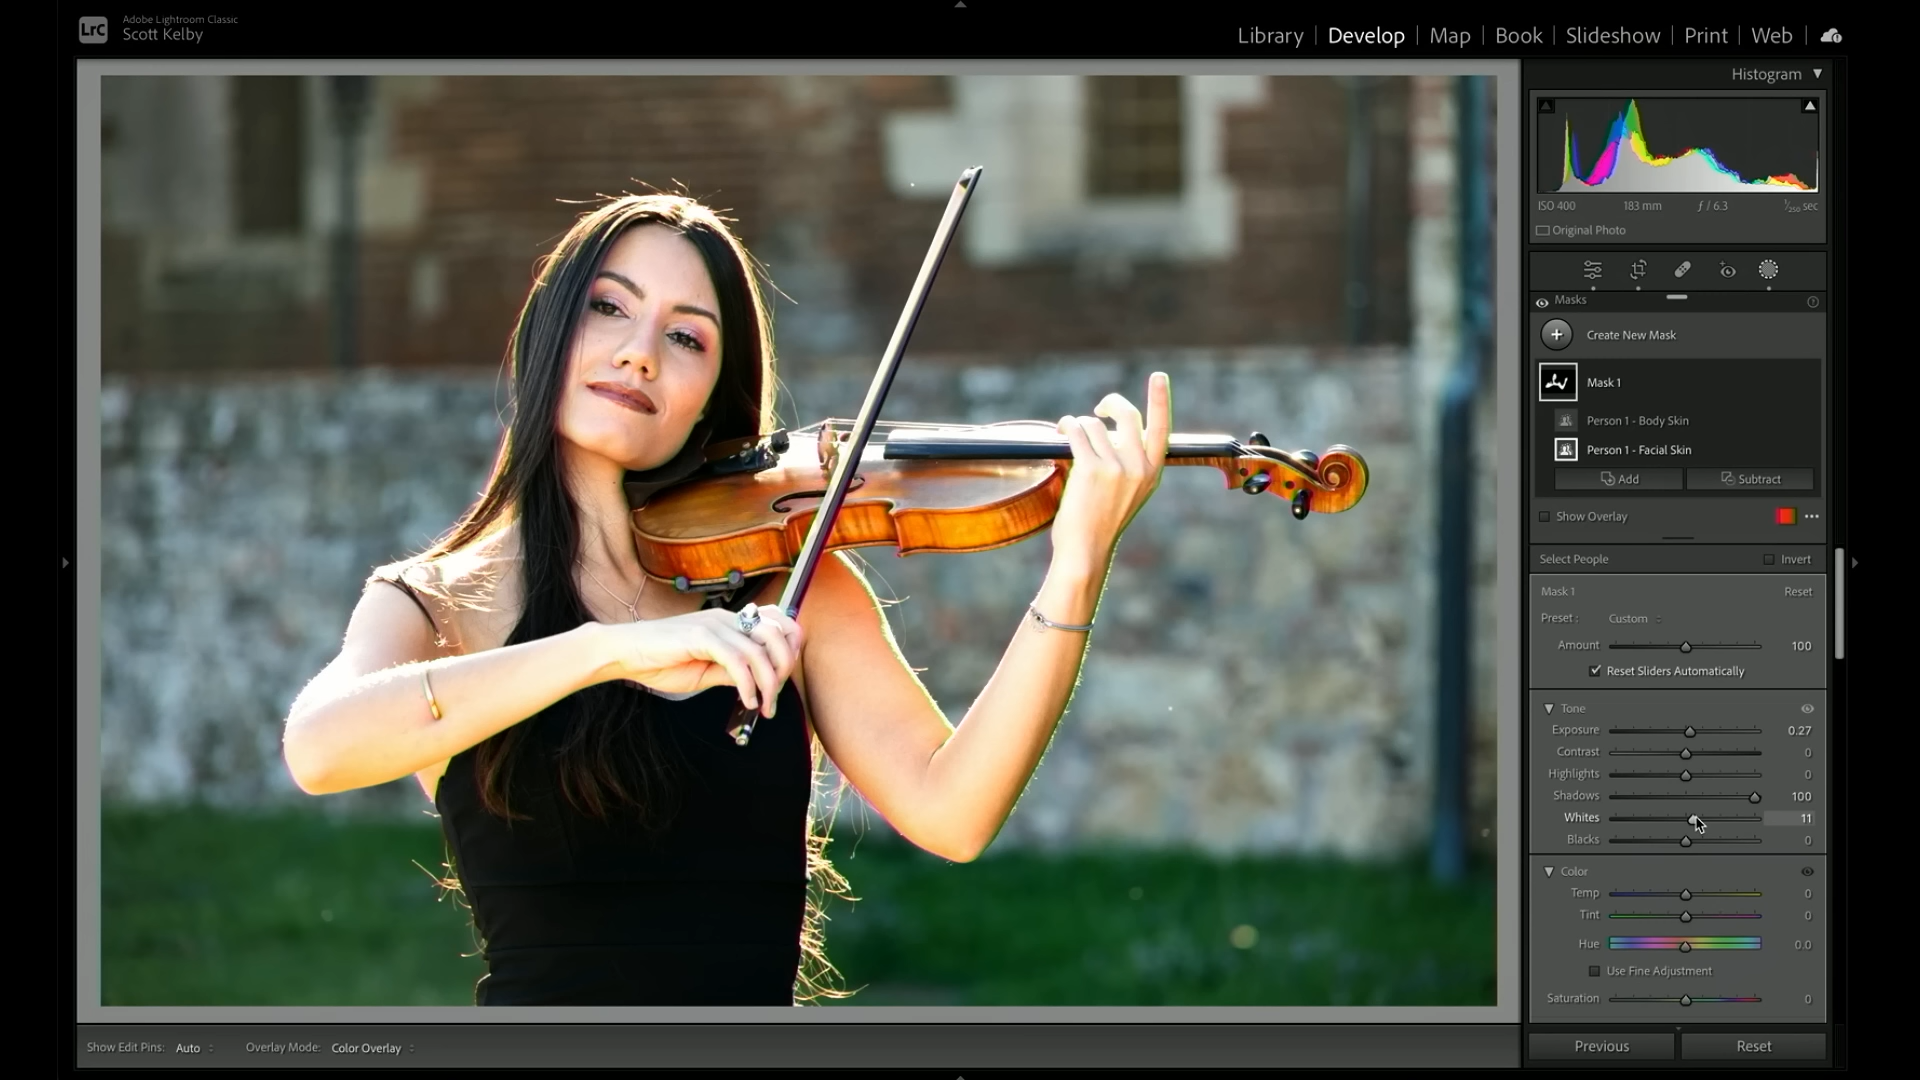 LrC
Adobe Lightroom Classic
Scott Kelby
Library | Develop | Map | Book | Slideshow | Print | Web
Histogram
ISO 400 183 mm ƒ / 6.3 1/250 sec
Original Photo
Masks
Create New Mask
Mask 1
Person 1 - Body Skin
Person 1 - Facial Skin
Add Subtract
Show Overlay
Select People Invert
Mask 1 Reset
Preset : Custom
Amount 100
Reset Sliders Automatically
Tone
Exposure 0.27
Contrast 0
Highlights 0
Shadows 100
Whites 11
Blacks 0
Color
Temp 0
Tint 0
Hue 0.0
Use Fine Adjustment
Saturation 0
Show Edit Pins: Auto Overlay Mode: Color Overlay
Previous Reset